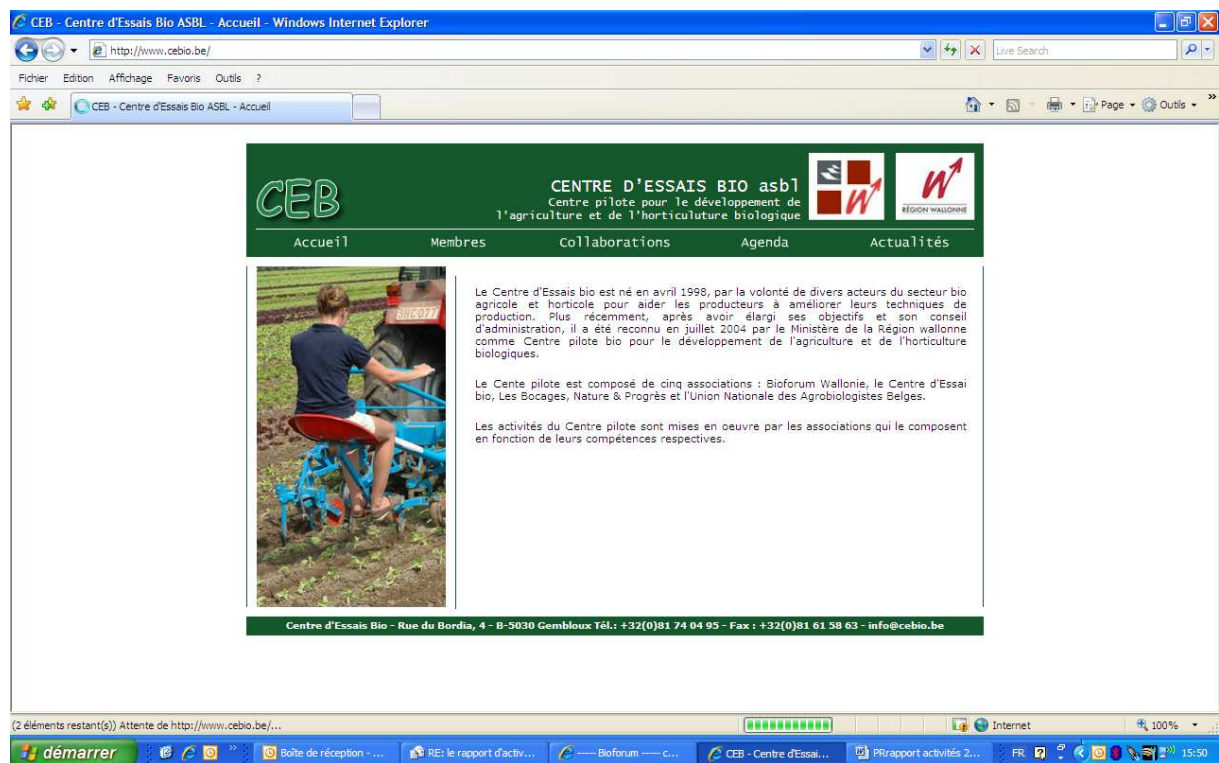 CEB - Centre d'Essais Bio ASBL - Accueil - Windows Internet Explorer
http://www.cebio.be/
Live Search
Fichier Edition Affichage Favoris Outils ?
CEB - Centre d'Essais Bio ASBL - Accueil
Page Outils
CEB
CENTRE D'ESSAIS BIO asbl
Centre pilote pour le développement de
l'agriculture et de l'horticuluture biologique
RÉGION WALLONNE
Accueil Membres Collaborations Agenda Actualités
Le Centre d'Essais bio est né en avril 1998, par la volonté de divers acteurs du secteur bio
agricole et horticole pour aider les producteurs à améliorer leurs techniques de
production. Plus récemment, après avoir élargi ses objectifs et son conseil
d'administration, il a été reconnu en juillet 2004 par le Ministère de la Région wallonne
comme Centre pilote bio pour le développement de l'agriculture et de l'horticulture
biologiques.
Le Cente pilote est composé de cinq associations : Bioforum Wallonie, le Centre d'Essai
bio, Les Bocages, Nature & Progrès et l'Union Nationale des Agrobiologistes Belges.
Les activités du Centre pilote sont mises en oeuvre par les associations qui le composent
en fonction de leurs compétences respectives.
Centre d'Essais Bio - Rue du Bordia, 4 - B-5030 Gembloux Tél.: +32(0)81 74 04 95 - Fax : +32(0)81 61 58 63 - info@cebio.be
(2 éléments restant(s)) Attente de http://www.cebio.be/...
Internet
100%
démarrer
Boîte de réception - ...
RE: le rapport d'activ...
----- Bioforum ----- c...
CEB - Centre d'Essai...
PRrapport activités 2...
FR
15:50